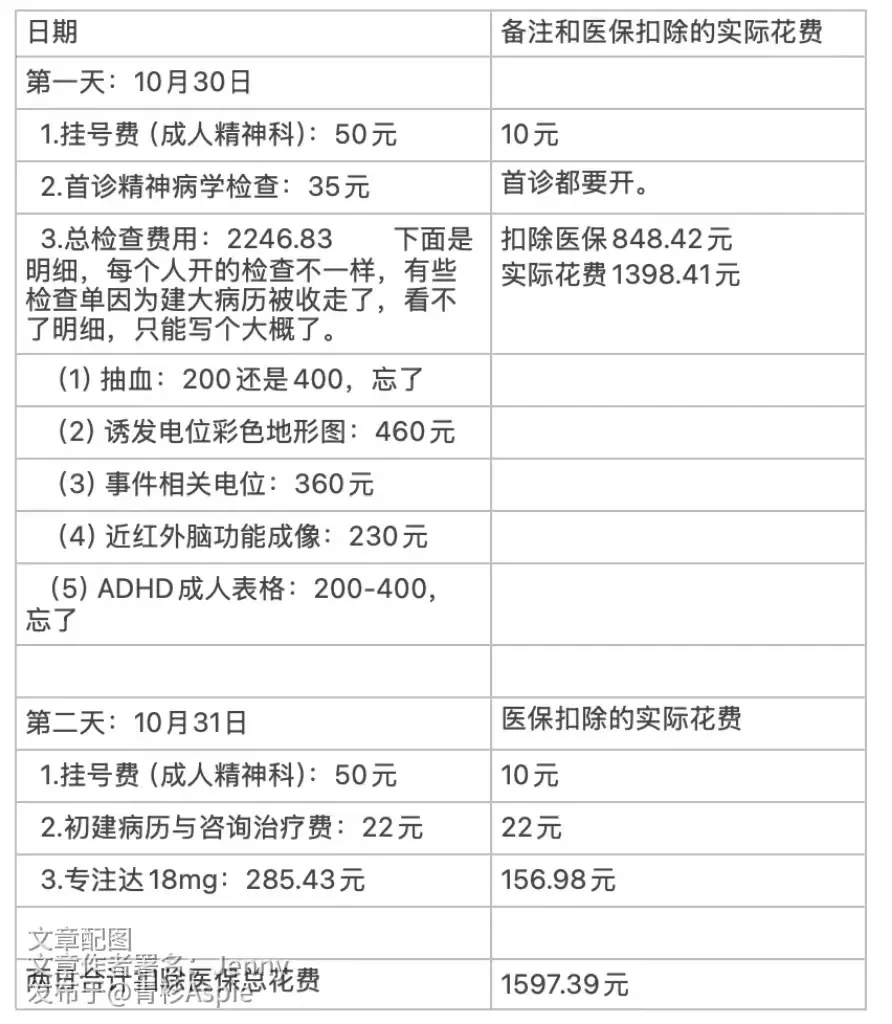 日期
备注和医保扣除的实际花费
第一天：10月30日
1.挂号费（成人精神科）：50元
10元
2.首诊精神病学检查：35元
首诊都要开。
3.总检查费用：2246.83 下面是
明细，每个人开的检查不一样，有些
检查单因为建大病历被收走了，看不
了明细，只能写个大概了。
扣除医保848.42元
实际花费1398.41元
（1）抽血：200还是400，忘了
（2）诱发电位彩色地形图：460元
（3）事件相关电位：360元
（4）近红外脑功能成像：230元
（5）ADHD成人表格：200-400，
忘了
第二天：10月31日
医保扣除的实际花费
1.挂号费（成人精神科）：50元
10元
2.初建病历与咨询治疗费：22元
22元
3.专注达18mg：285.43元
156.98元
文章配图
文章作者署名：Jenny
发布于@青衫Aspie
合计扣除医保总花费
1597.39元